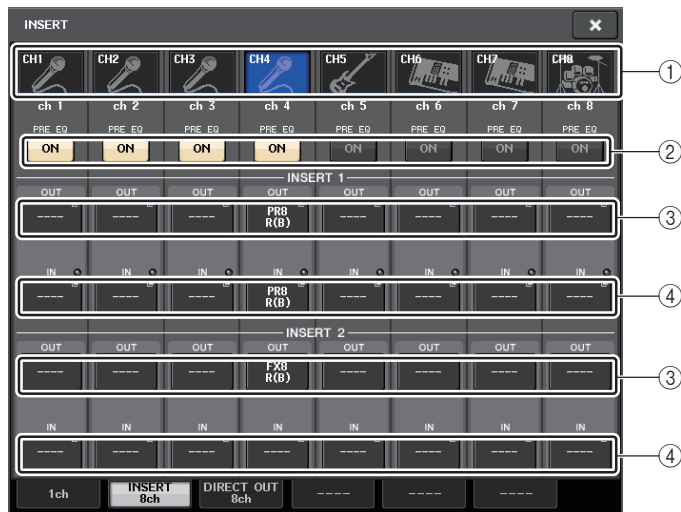 INSERT ×
CH1 CH2 CH3 CH4 CH5 CH6 CH7 CH8 ①
ch 1 ch 2 ch 3 ch 4 ch 5 ch 6 ch 7 ch 8
PRE EQ PRE EQ PRE EQ PRE EQ PRE EQ PRE EQ PRE EQ PRE EQ
ON ON ON ON ON ON ON ON ②
INSERT 1
OUT OUT OUT OUT OUT OUT OUT OUT
---- ---- ---- PR8 R(B) ---- ---- ---- ---- ③
IN IN IN IN IN IN IN IN
---- ---- ---- PR8 R(B) ---- ---- ---- ---- ④
INSERT 2
OUT OUT OUT OUT OUT OUT OUT OUT
---- ---- ---- FX8 R(B) ---- ---- ---- ---- ③
IN IN IN IN IN IN IN IN
---- ---- ---- ---- ---- ---- ---- ---- ④
1ch INSERT 8ch DIRECT OUT 8ch ---- ---- ----